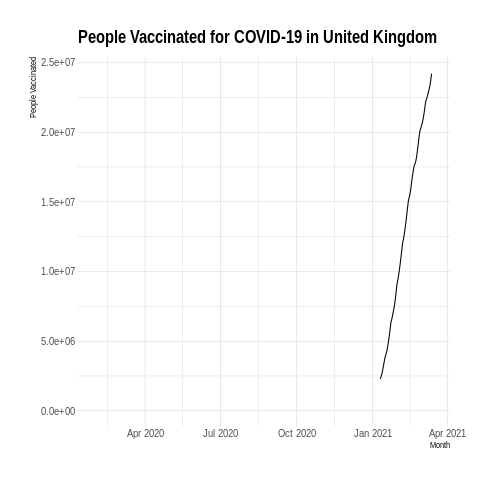 People Vaccinated for COVID-19 in United Kingdom
People Vaccinated
2.5e+07
2.0e+07
1.5e+07
1.0e+07
5.0e+06
0.0e+00
Apr 2020 Jul 2020 Oct 2020 Jan 2021 Apr 2021
Month